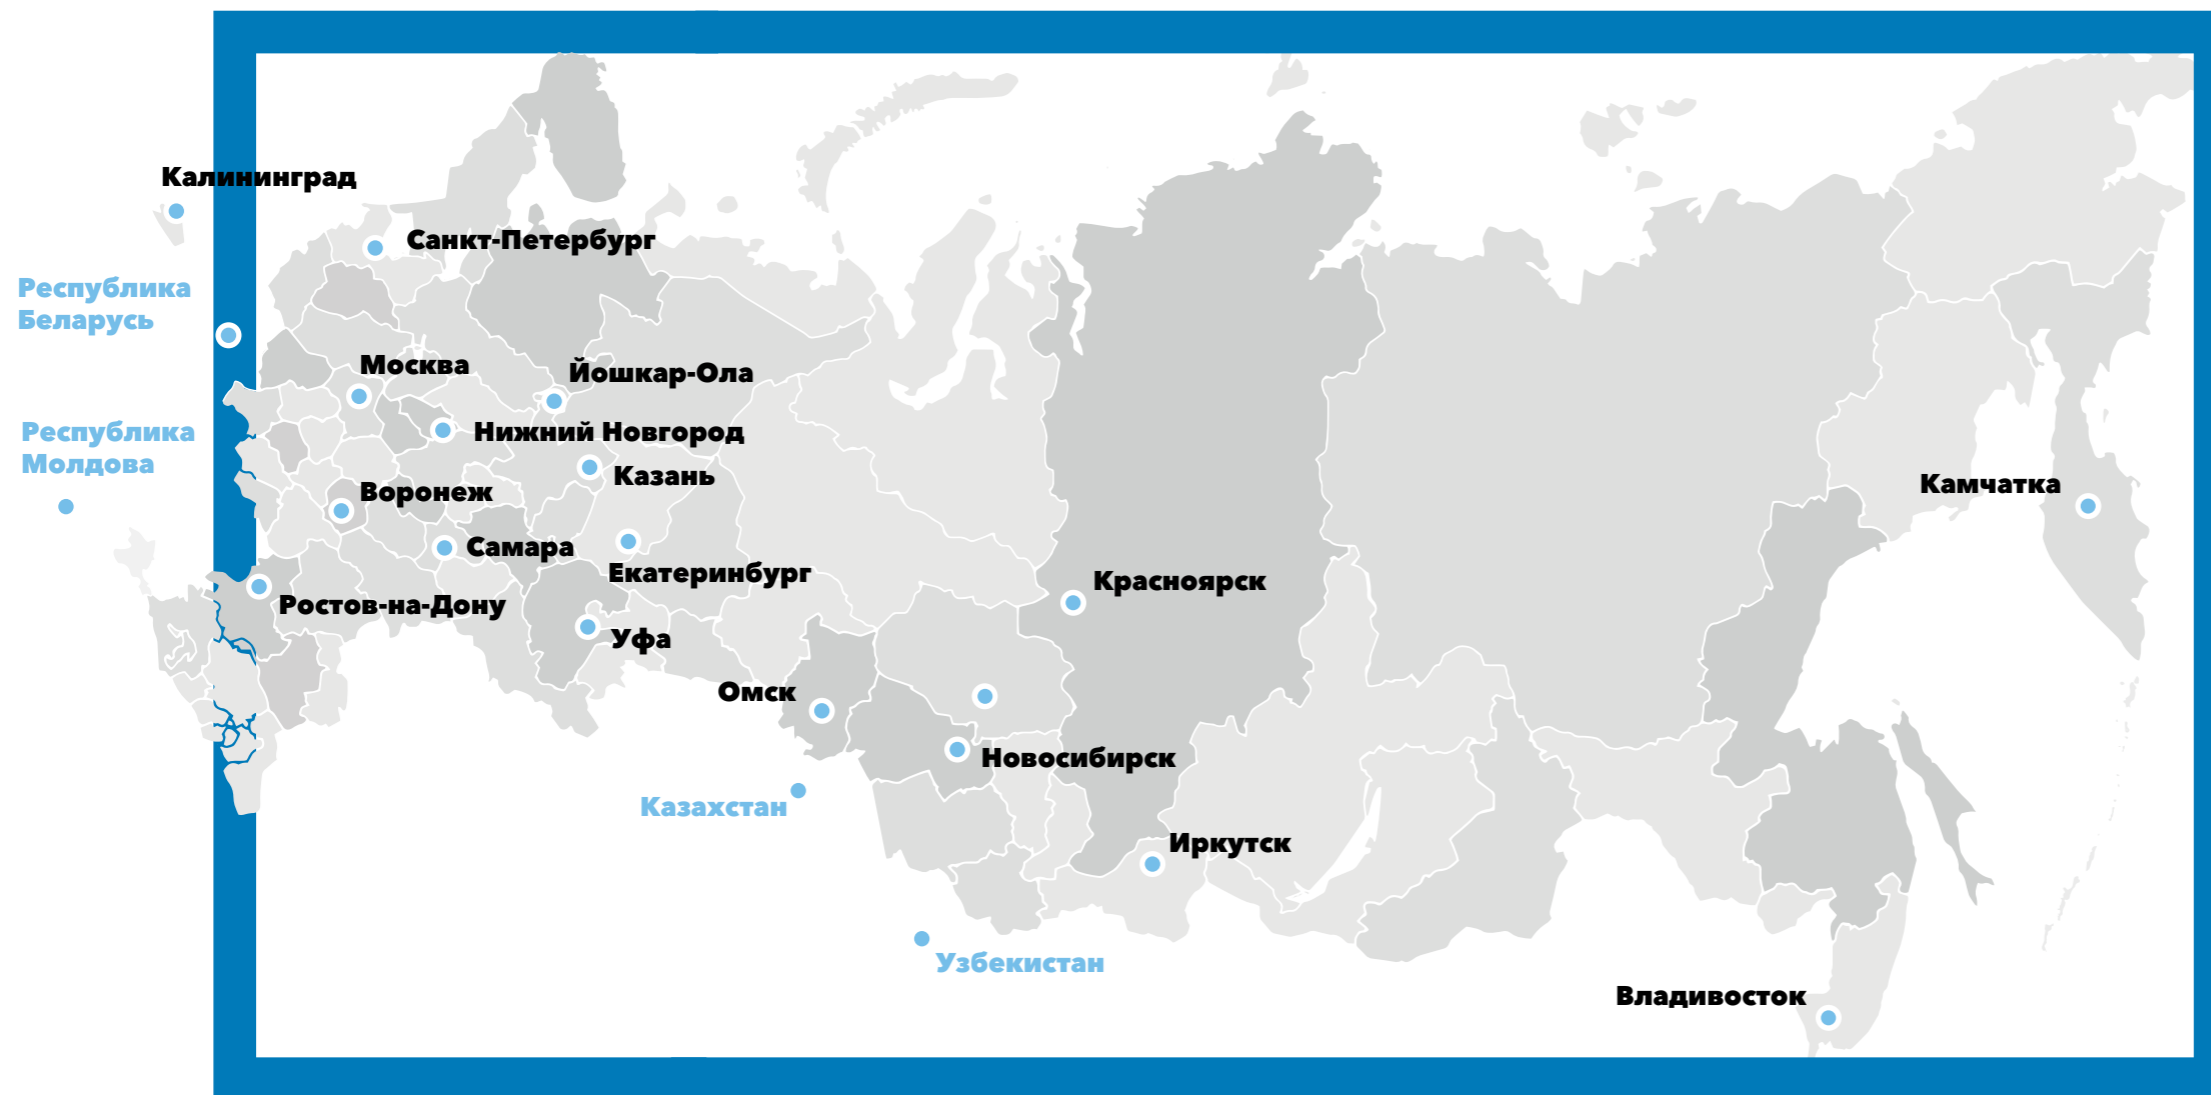 Калининград
Санкт-Петербург
Республика
Беларусь
Москва
Йошкар-Ола
Республика
Молдова
Нижний Новгород
Казань
Воронеж
Камчатка
Самара
Екатеринбург
Красноярск
Ростов-на-Дону
Уфа
Омск
Новосибирск
Казахстан
Иркутск
Узбекистан
Владивосток